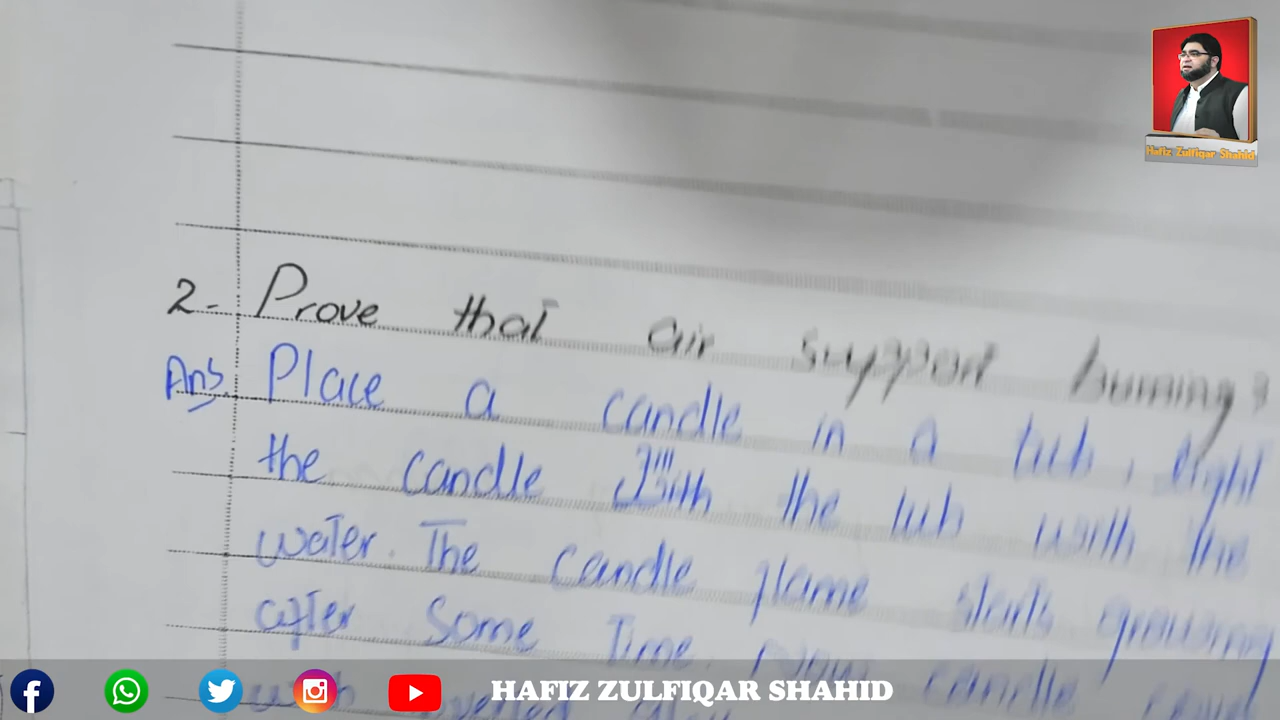 Hafiz Zulfiqar Shahid
2- Prove that air support burning?
Ans. Place a candle in a tub, light
the candle the tub with the
water. The candle flame starts growing
after some time. Now candle
with
HAFIZ ZULFIQAR SHAHID